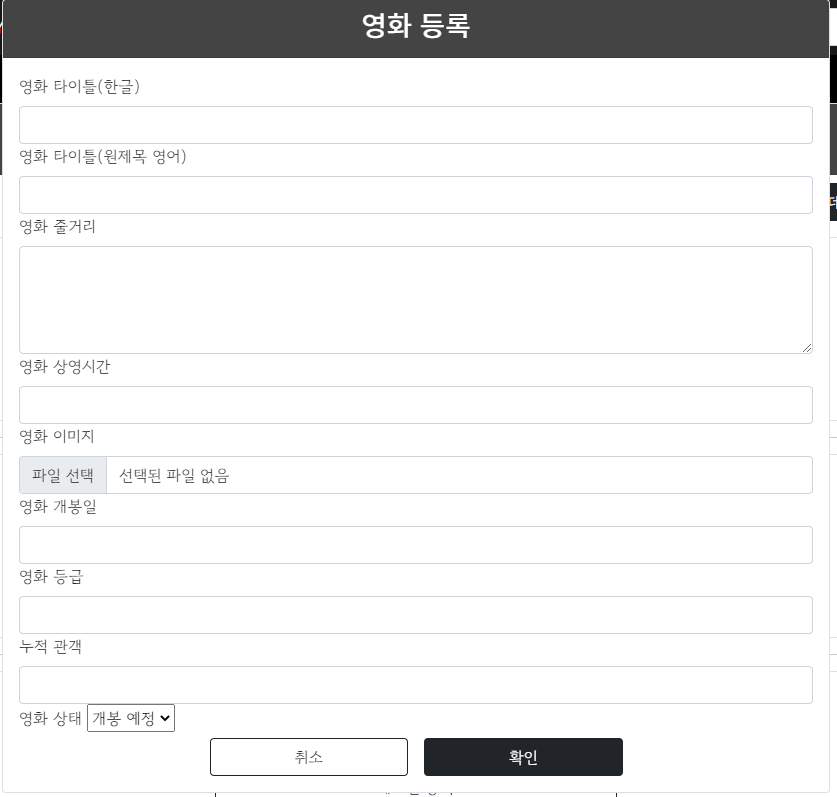 영화 등록
영화 타이틀(한글)
영화 타이틀(원제목 영어)
영화 줄거리
영화 상영시간
영화 이미지
파일 선택 선택된 파일 없음
영화 개봉일
영화 등급
누적 관객
영화 상태 개봉 예정
취소 확인